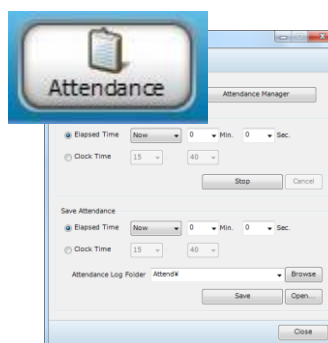 Attendance
Attendance Manager
Elapsed Time Now 0 Min. 0 Sec.
Clock Time 15 40
Stop Cancel
Save Attendance
Elapsed Time Now 0 Min. 0 Sec.
Clock Time 15 40
Attendance Log Folder Attend¥ Browse
Save Open...
Close